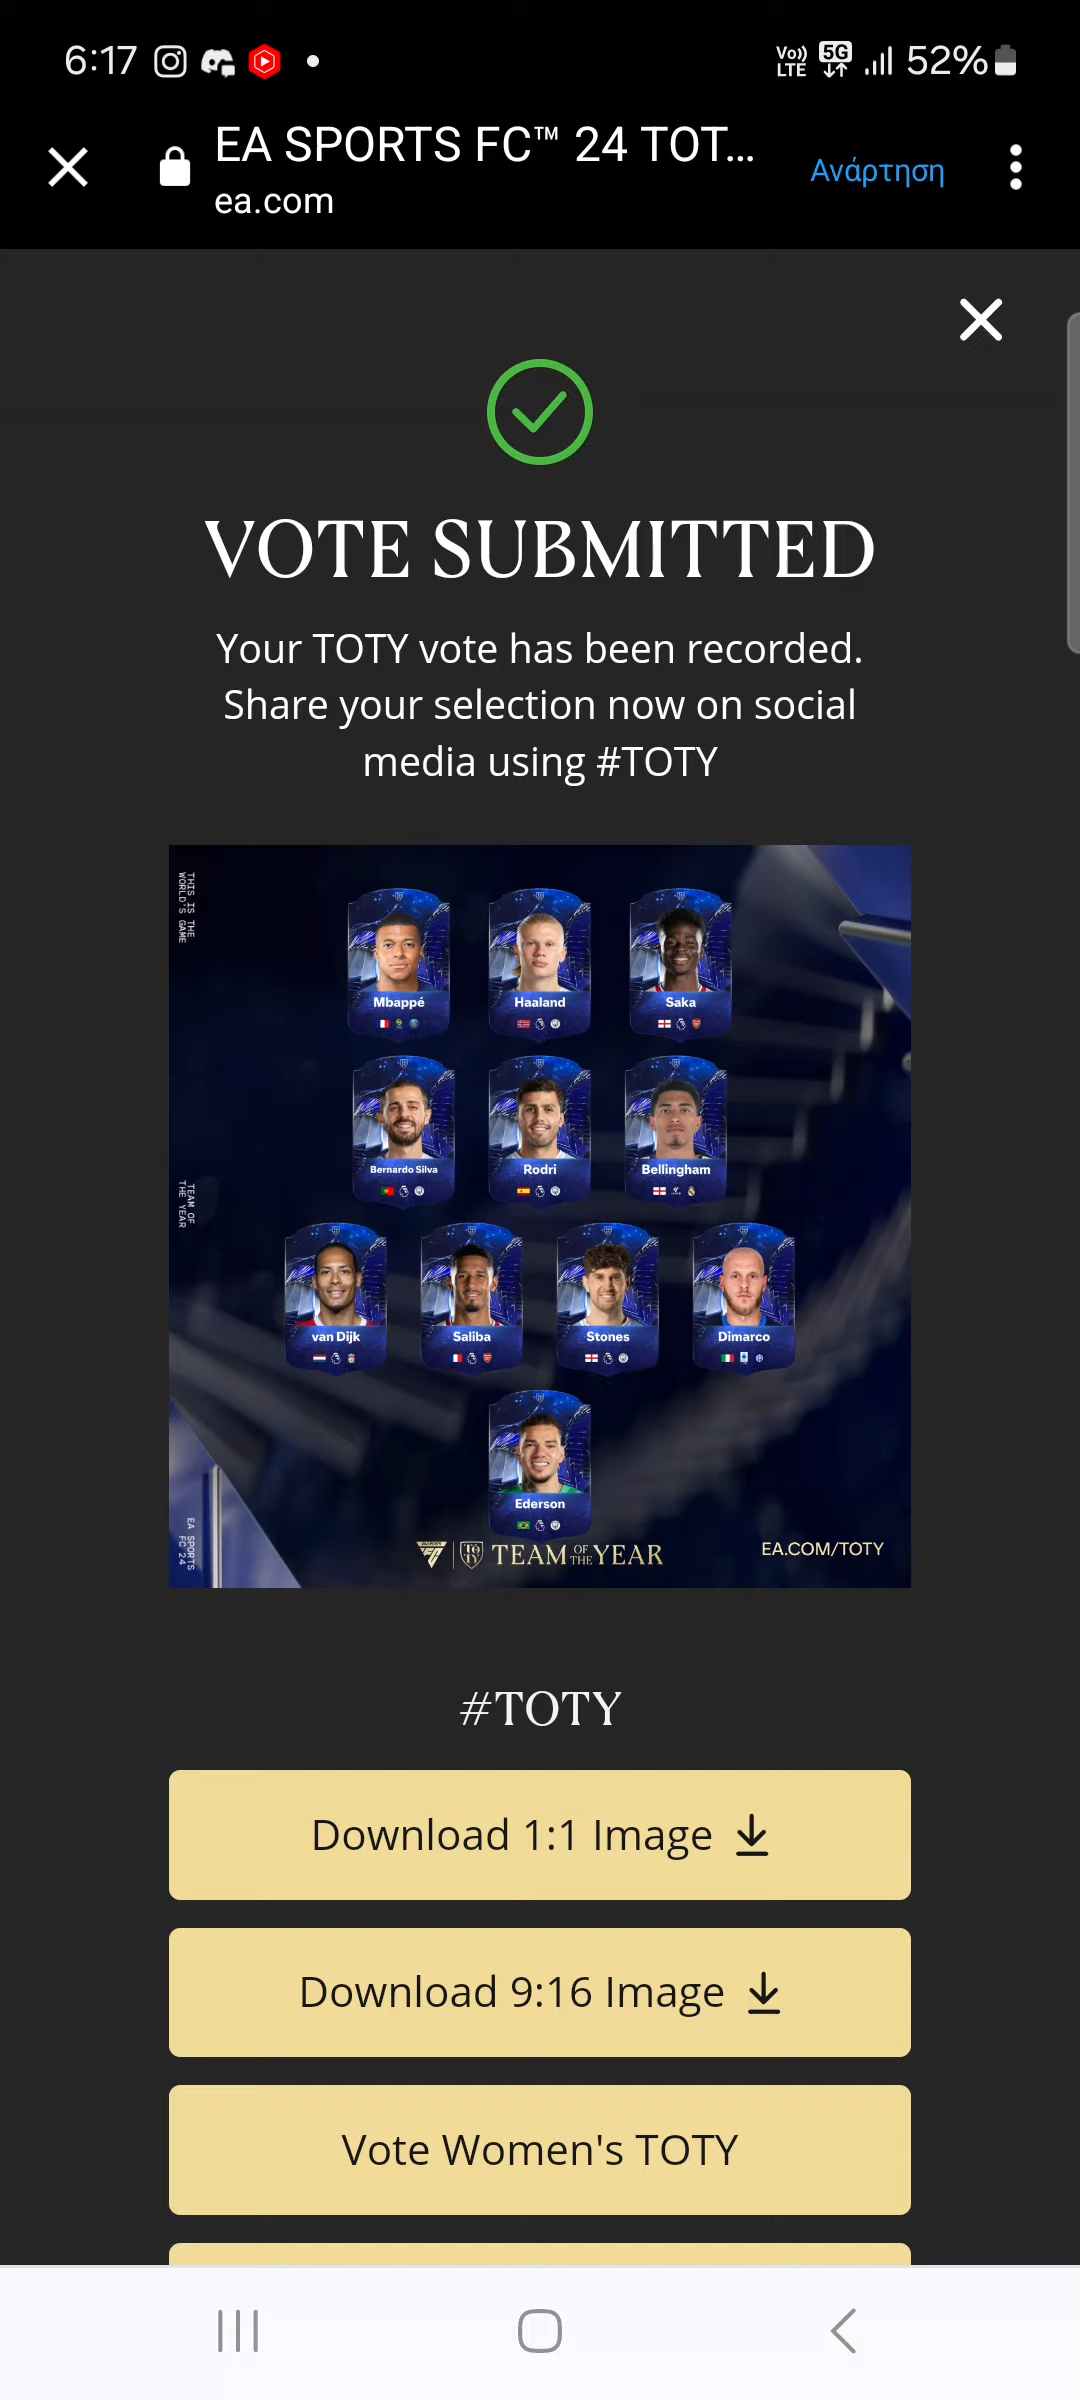 6:17
Vo)) LTE 5G 52%
EA SPORTS FC™ 24 TOT...
ea.com
Ανάρτηση
VOTE SUBMITTED
Your TOTY vote has been recorded.
Share your selection now on social
media using #TOTY
THIS IS THE
WORLD'S GAME
Mbappé
Haaland
Saka
Bernardo Silva
Rodri
Bellingham
TEAM OF
THE YEAR
van Dijk
Saliba
Stones
Dimarco
Ederson
EA SPORTS
FC 24
TEAM OF THE YEAR
EA.COM/TOTY
#TOTY
Download 1:1 Image
Download 9:16 Image
Vote Women's TOTY